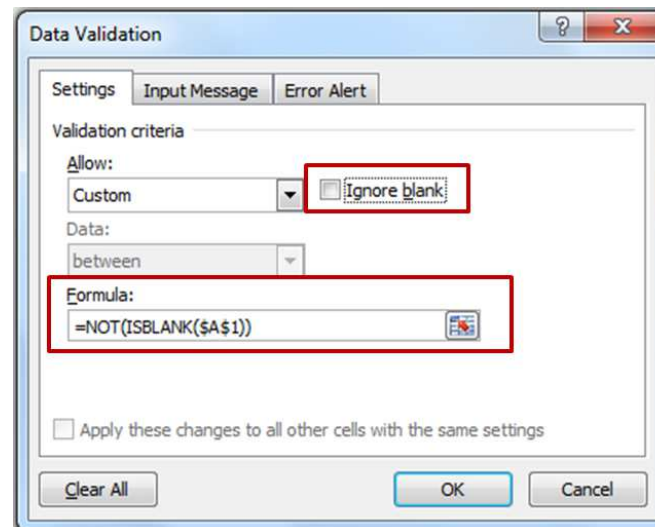 Data Validation
Settings Input Message Error Alert
Validation criteria
Allow:
Custom
Ignore blank
Data:
between
Formula:
=NOT(ISBLANK($A$1))
Apply these changes to all other cells with the same settings
Clear All OK Cancel